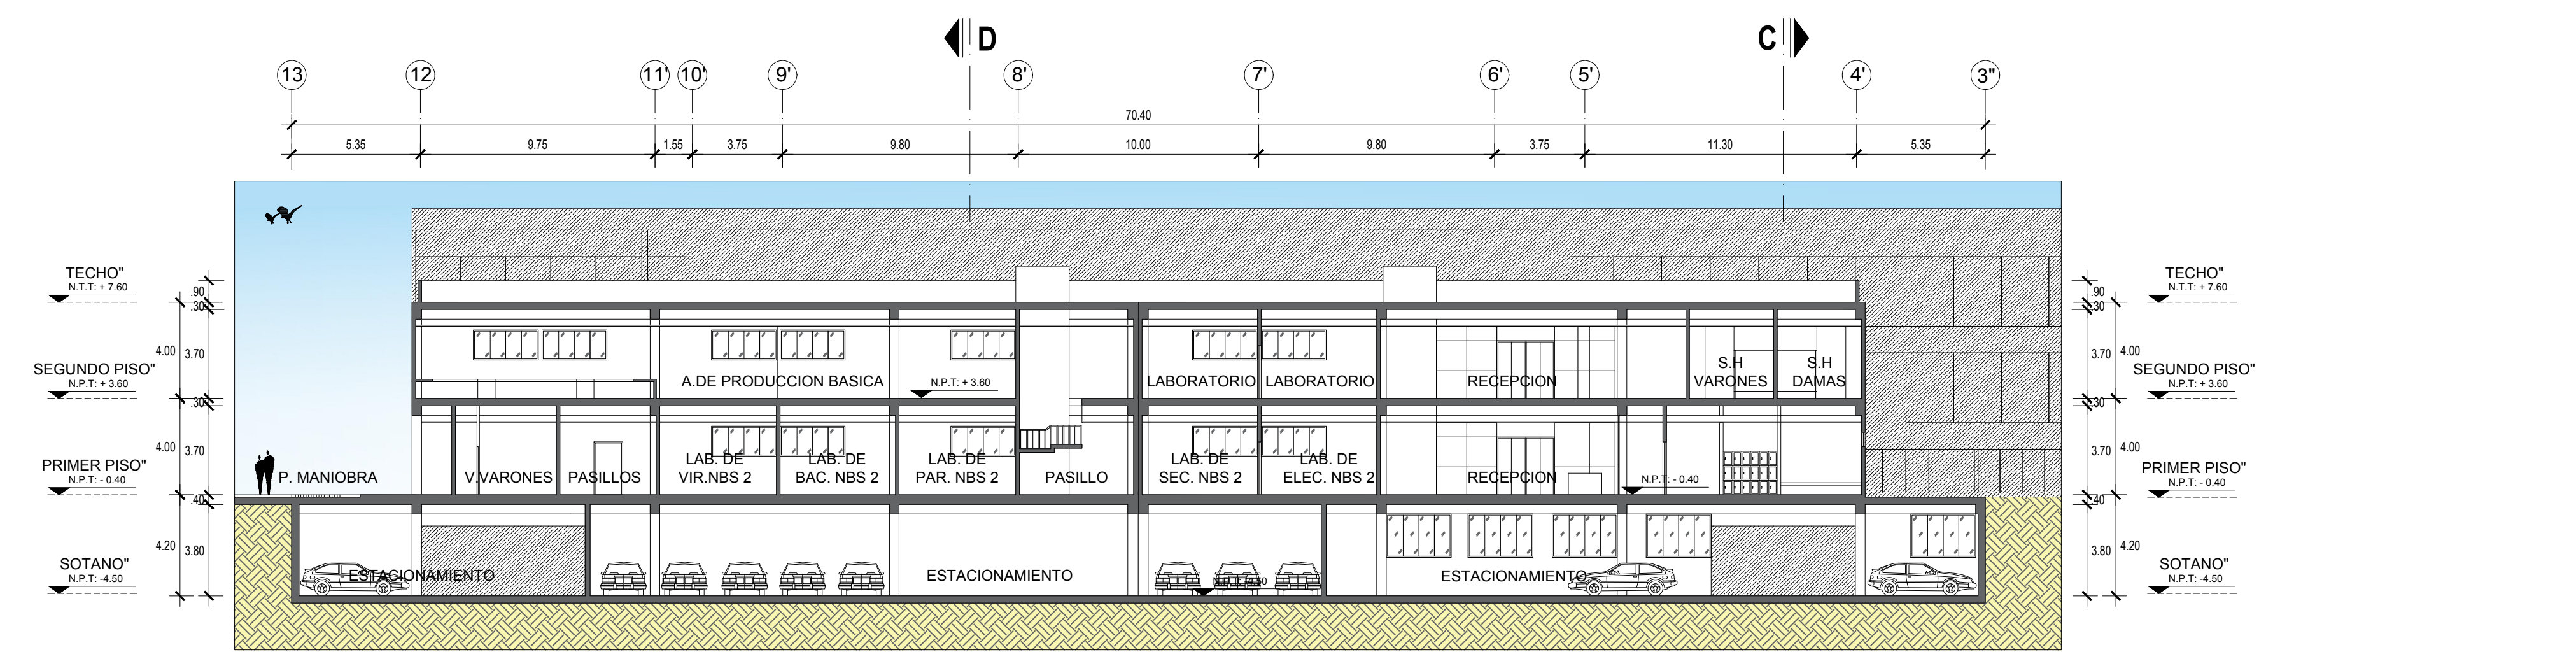 D
C
13
12
11'
10'
9'
8'
7'
6'
5'
4'
3"
70.40
5.35
9.75
1.55
3.75
9.80
10.00
9.80
3.75
11.30
5.35
TECHO"
N.T.T: + 7.60
.90
.30
4.00
3.70
SEGUNDO PISO"
N.P.T: + 3.60
.30
4.00
3.70
PRIMER PISO"
N.P.T: - 0.40
.40
4.20
3.80
SOTANO"
N.P.T: -4.50
A.DE PRODUCCION BASICA
N.P.T: + 3.60
LABORATORIO
LABORATORIO
RECEPCION
S.H
VARONES
S.H
DAMAS
P. MANIOBRA
V.VARONES
PASILLOS
LAB. DE
VIR.NBS 2
LAB. DE
BAC. NBS 2
LAB. DE
PAR. NBS 2
PASILLO
LAB. DE
SEC. NBS 2
LAB. DE
ELEC. NBS 2
RECEPCION
N.P.T: - 0.40
ESTACIONAMIENTO
ESTACIONAMIENTO
ESTACIONAMIENTO
TECHO"
N.T.T: + 7.60
.90
.30
3.70
4.00
SEGUNDO PISO"
N.P.T: + 3.60
.30
3.70
4.00
PRIMER PISO"
N.P.T: - 0.40
.40
3.80
4.20
SOTANO"
N.P.T: -4.50